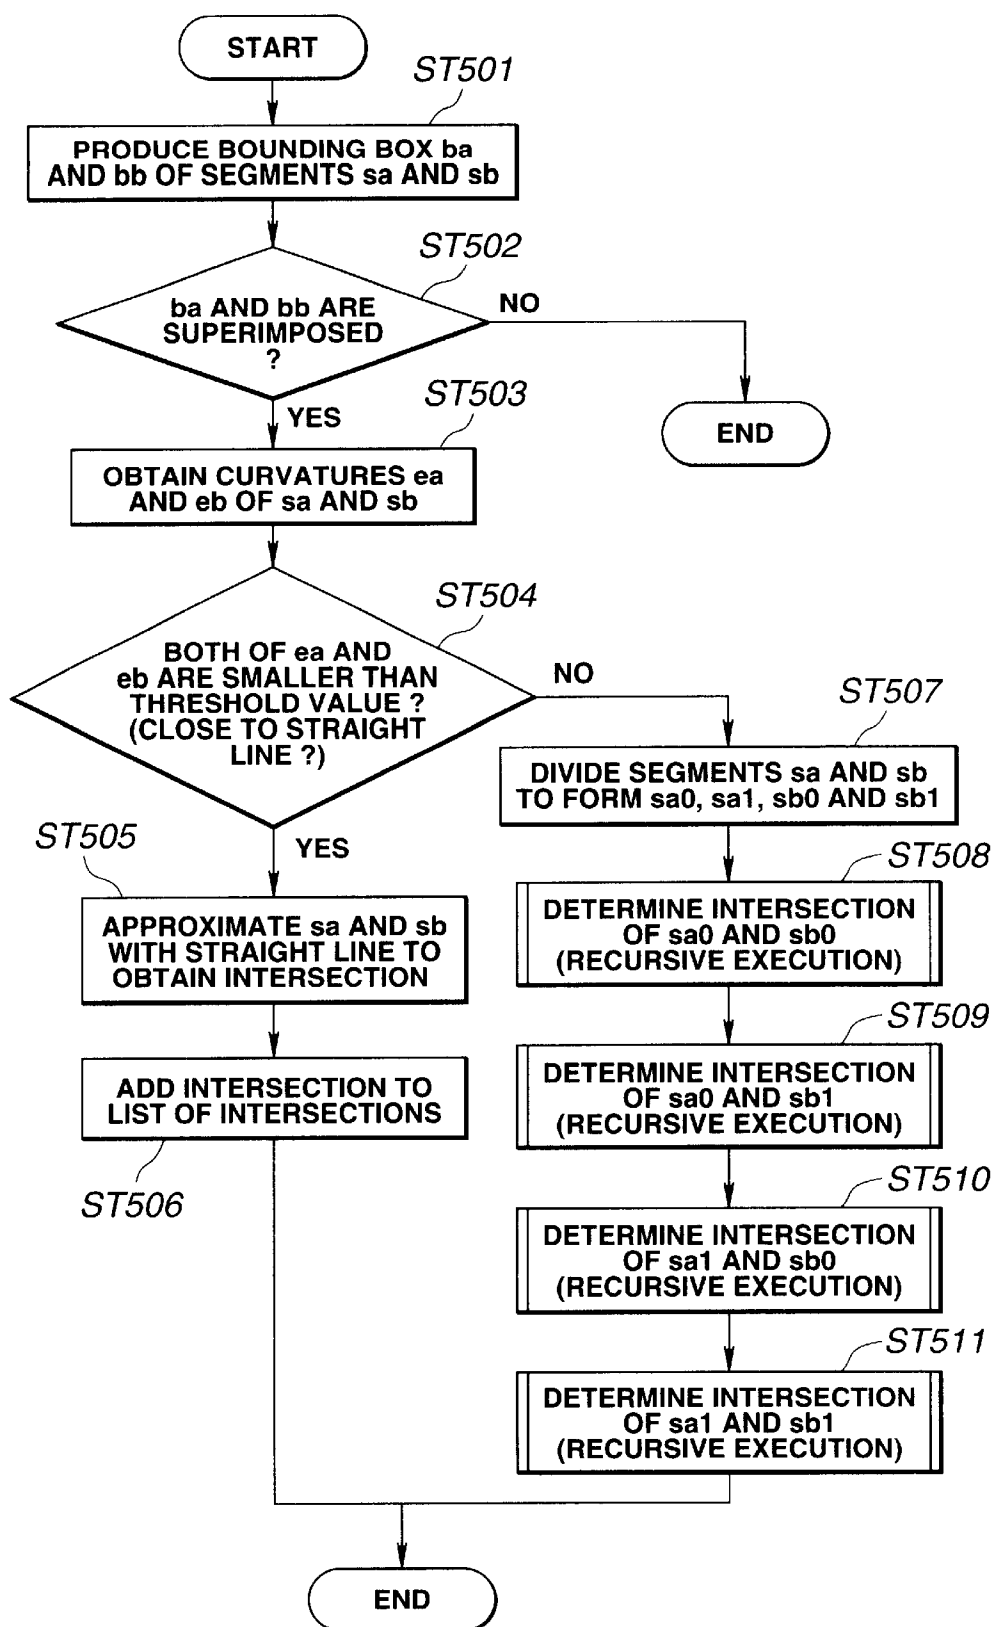 START
ST501
PRODUCE BOUNDING BOX ba
AND bb OF SEGMENTS sa AND sb
ST502
ba AND bb ARE
SUPERIMPOSED
?
NO
END
YES
ST503
OBTAIN CURVATURES ea
AND eb OF sa AND sb
ST504
BOTH OF ea AND
eb ARE SMALLER THAN
THRESHOLD VALUE ?
(CLOSE TO STRAIGHT
LINE ?)
NO
YES
ST505
APPROXIMATE sa AND sb
WITH STRAIGHT LINE TO
OBTAIN INTERSECTION
ADD INTERSECTION TO
LIST OF INTERSECTIONS
ST506
ST507
DIVIDE SEGMENTS sa AND sb
TO FORM sa0, sa1, sb0 AND sb1
ST508
DETERMINE INTERSECTION
OF sa0 AND sb0
(RECURSIVE EXECUTION)
ST509
DETERMINE INTERSECTION
OF sa0 AND sb1
(RECURSIVE EXECUTION)
ST510
DETERMINE INTERSECTION
OF sa1 AND sb0
(RECURSIVE EXECUTION)
ST511
DETERMINE INTERSECTION
OF sa1 AND sb1
(RECURSIVE EXECUTION)
END